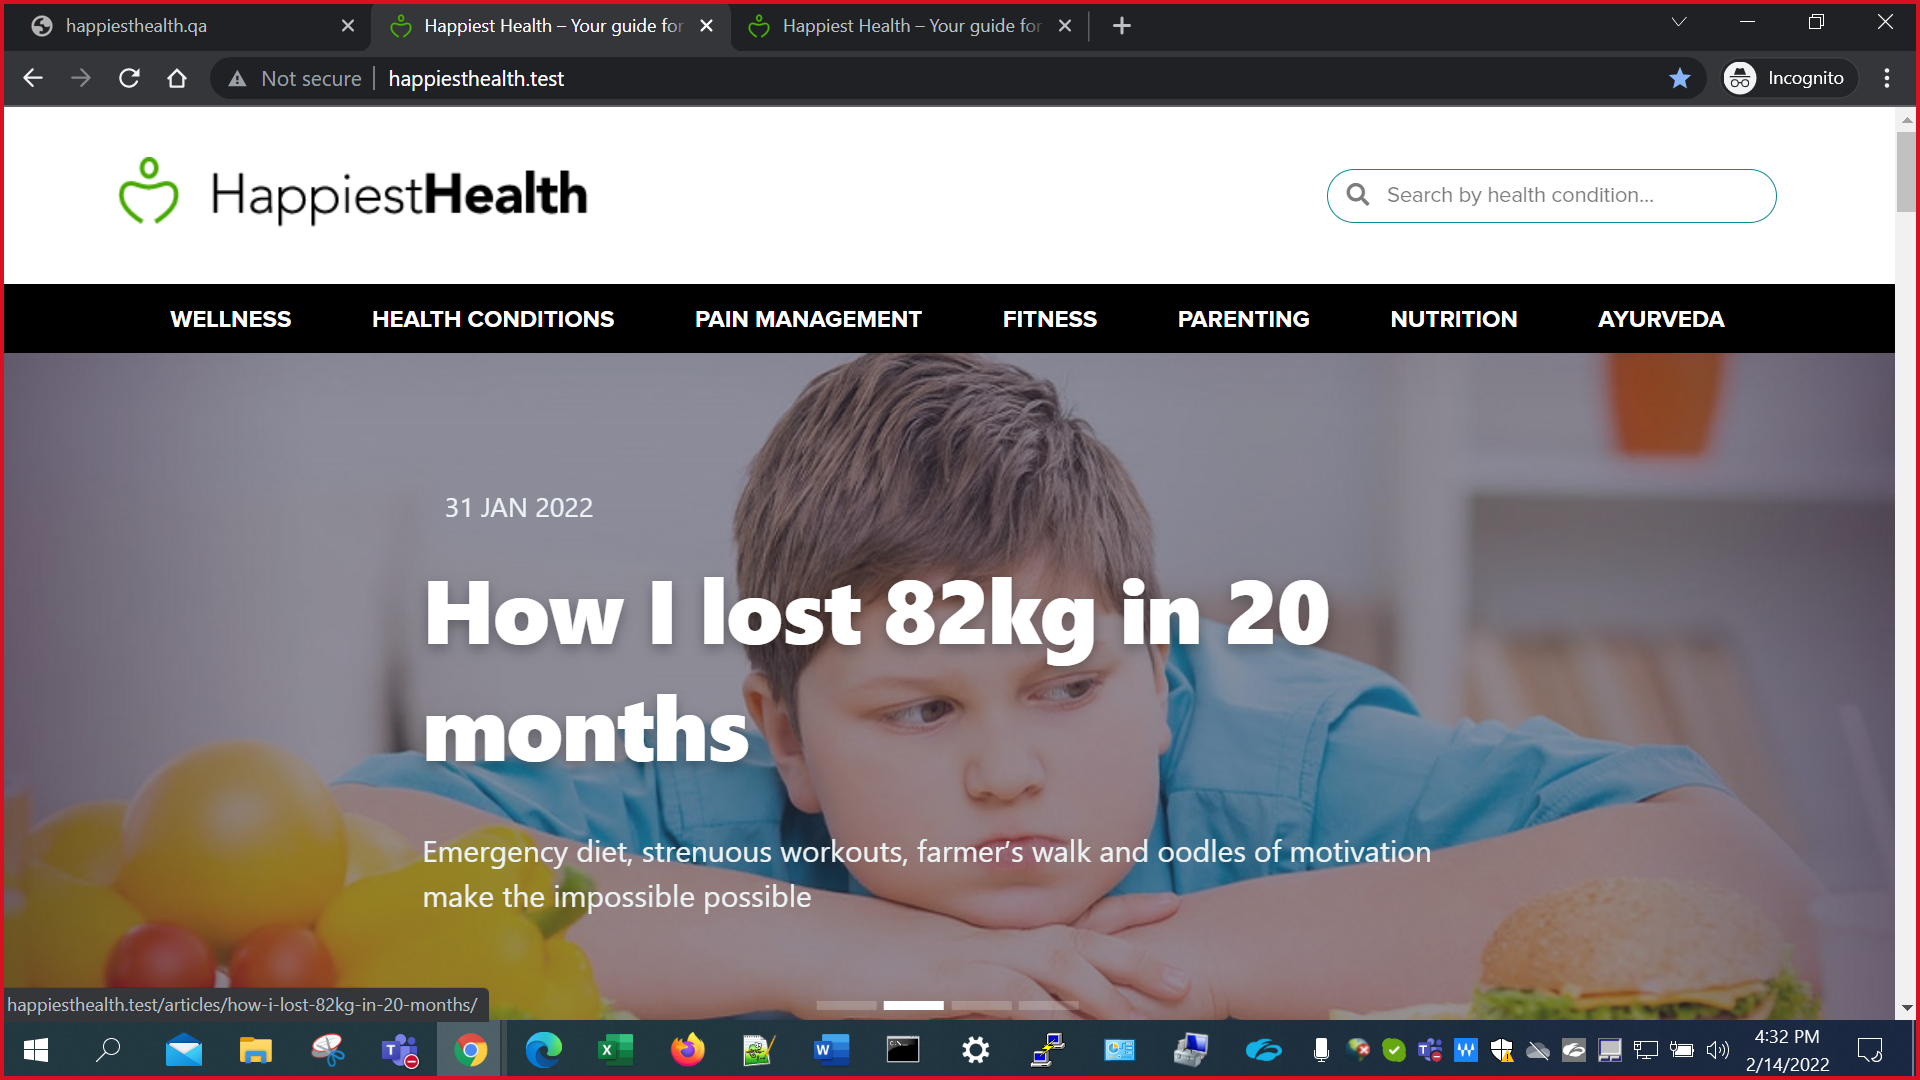 happiesthealth.qa
Happiest Health – Your guide for
Happiest Health – Your guide for
Not secure
happiesthealth.test
Incognito
HappiestHealth
Search by health condition...
WELLNESS
HEALTH CONDITIONS
PAIN MANAGEMENT
FITNESS
PARENTING
NUTRITION
AYURVEDA
31 JAN 2022
How I lost 82kg in 20
months
Emergency diet, strenuous workouts, farmer’s walk and oodles of motivation
make the impossible possible
happiesthealth.test/articles/how-i-lost-82kg-in-20-months/
4:32 PM
2/14/2022